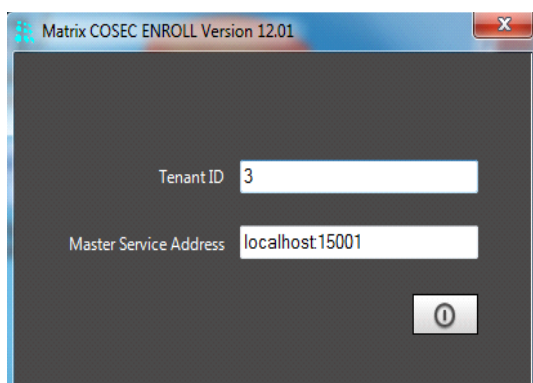 Matrix COSEC ENROLL Version 12.01
Tenant ID 3
Master Service Address localhost:15001